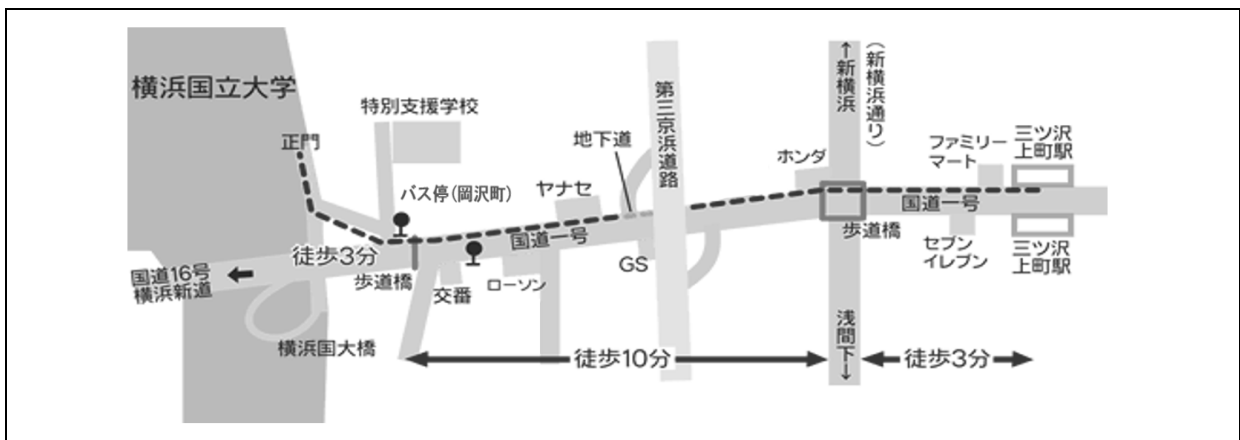 横浜国立大学
正門
特別支援学校
バス停(岡沢町)
ヤナセ
地下道
第三京浜道路
ホンダ
↑新横浜
(新横浜通り)
ファミリー
マート
三ツ沢
上町駅
国道一号
国道一号
徒歩3分
歩道橋
交番
ローソン
GS
歩道橋
セブン
イレブン
三ツ沢
上町駅
国道16号
横浜新道
横浜国大橋
徒歩10分
浅間下↓
徒歩3分